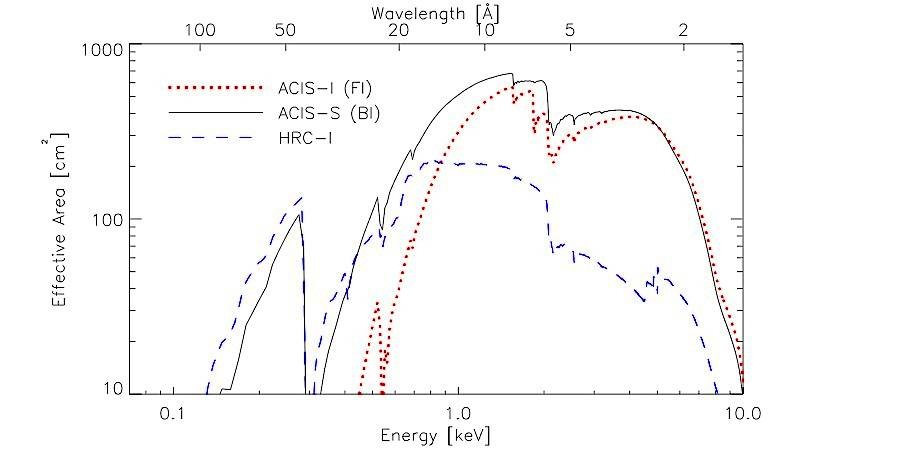 Wavelength [Å]
100 50 20 10 5 2
1000
ACIS-I (FI)
ACIS-S (BI)
HRC-I
Effective Area [cm²]
100
10
0.1 1.0 10.0
Energy [keV]